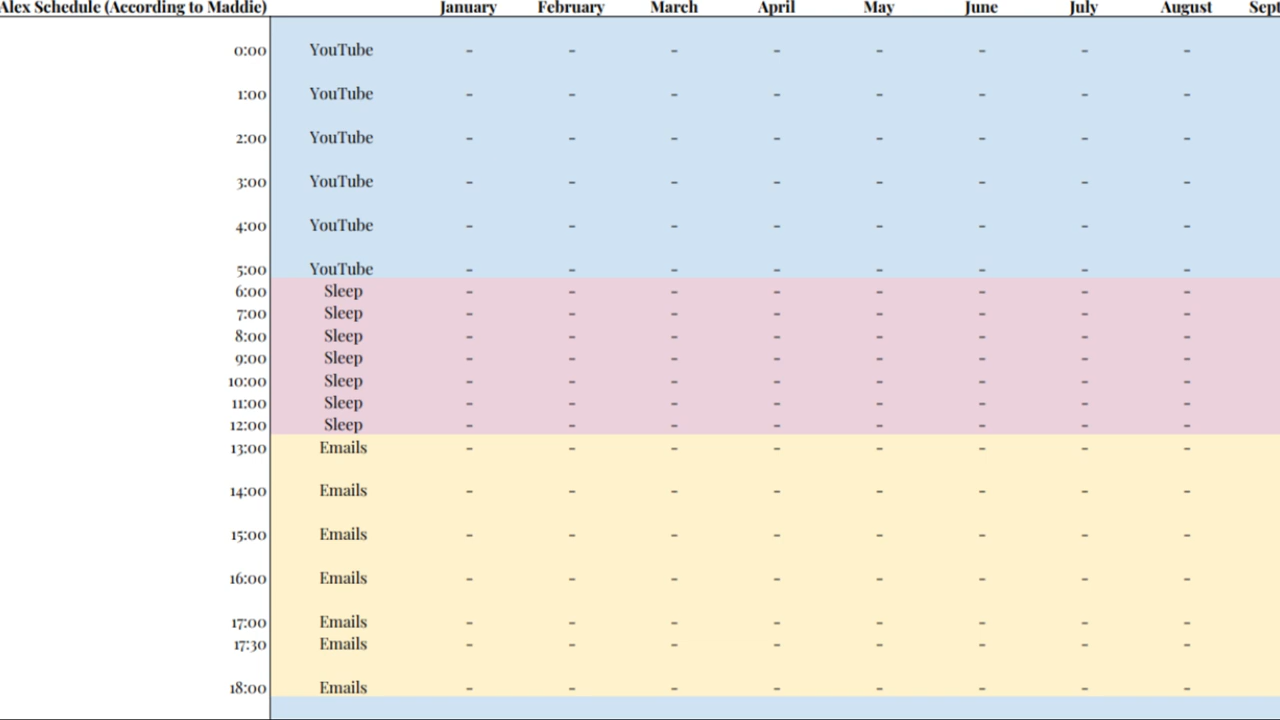 Alex Schedule (According to Maddie) January February March April May June July August Sept
0:00 YouTube - - - - - - - -
1:00 YouTube - - - - - - - -
2:00 YouTube - - - - - - - -
3:00 YouTube - - - - - - - -
4:00 YouTube - - - - - - - -
5:00 YouTube - - - - - - - -
6:00 Sleep - - - - - - - -
7:00 Sleep - - - - - - - -
8:00 Sleep - - - - - - - -
9:00 Sleep - - - - - - - -
10:00 Sleep - - - - - - - -
11:00 Sleep - - - - - - - -
12:00 Sleep - - - - - - - -
13:00 Emails - - - - - - - -
14:00 Emails - - - - - - - -
15:00 Emails - - - - - - - -
16:00 Emails - - - - - - - -
17:00 Emails - - - - - - - -
17:30 Emails - - - - - - - -
18:00 Emails - - - - - - - -